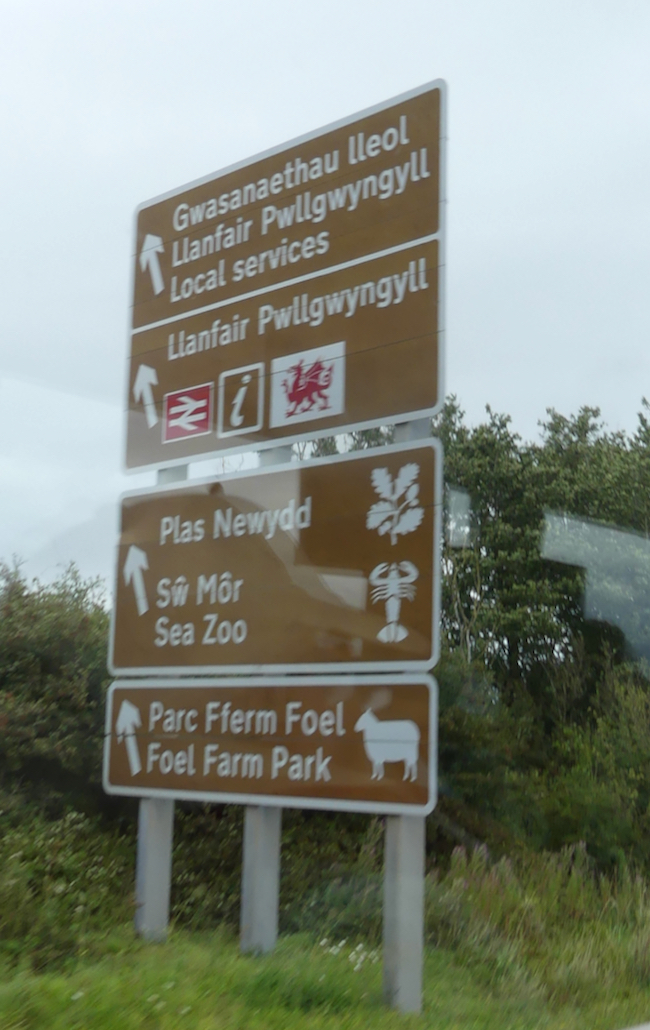 Gwasanaethau lleol
Llanfair Pwllgwyngyll
Local services
Llanfair Pwllgwyngyll
i
Plas Newydd
Sŵ Môr
Sea Zoo
Parc Fferm Foel
Foel Farm Park